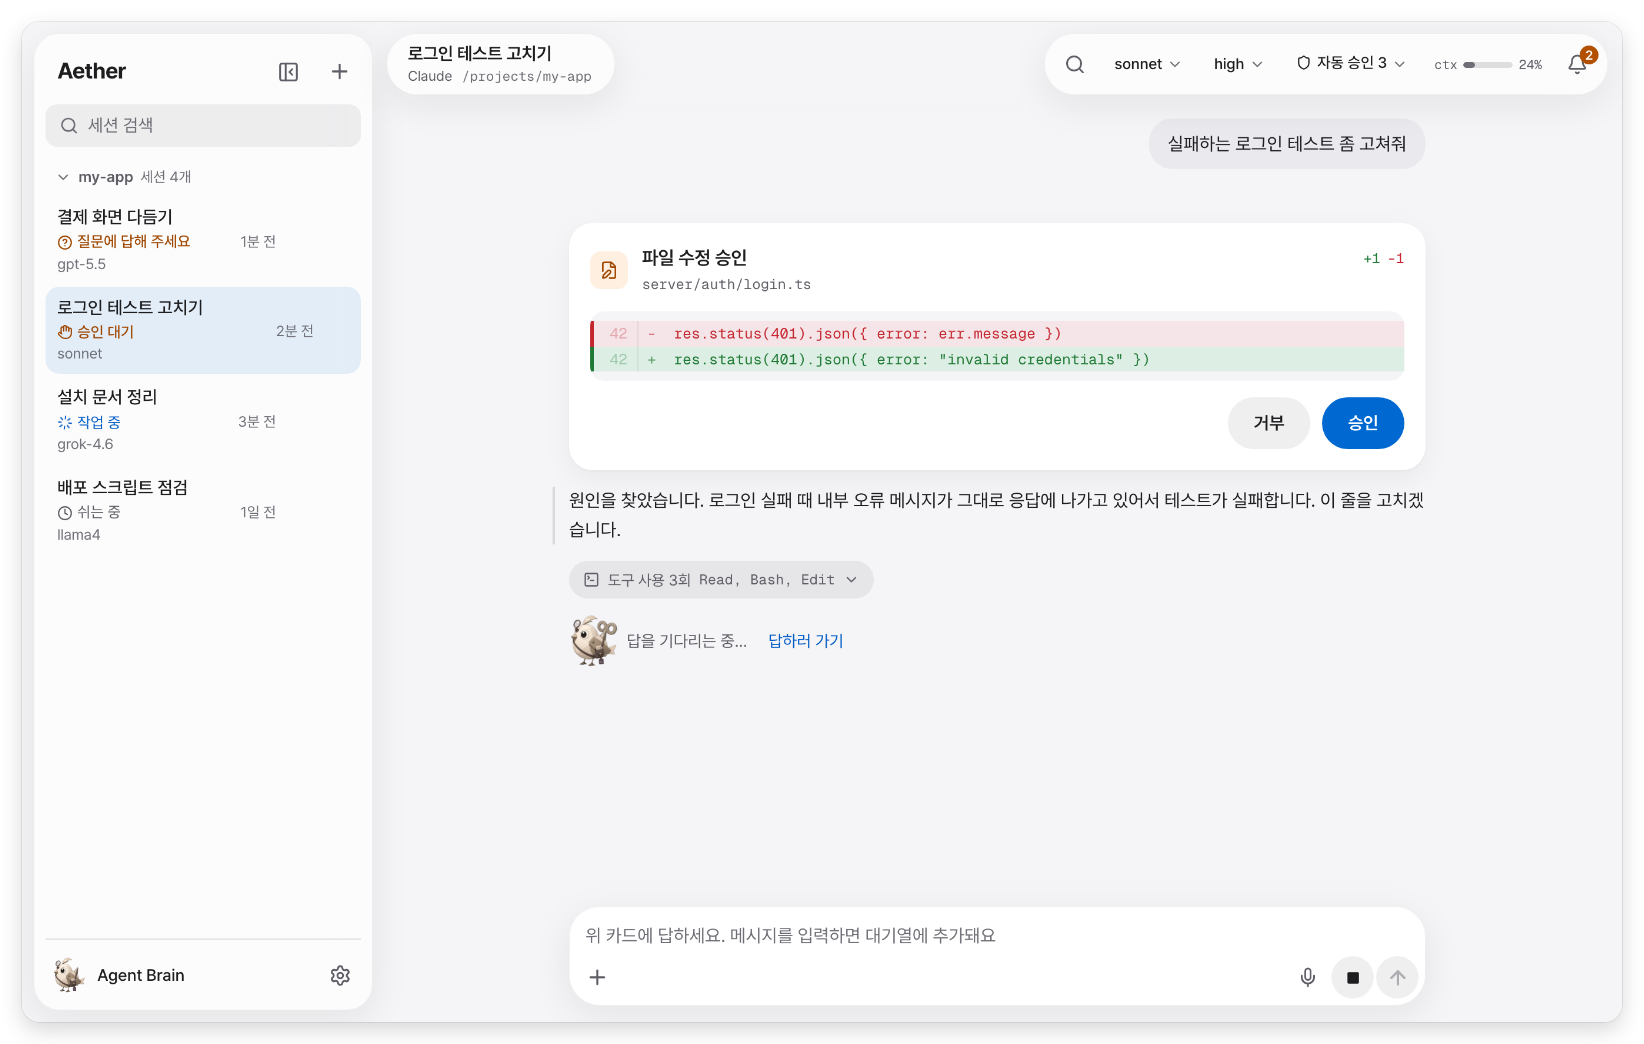 Aether
세션 검색
my-app 세션 4개
결제 화면 다듬기
질문에 답해 주세요 1분 전
gpt-5.5
로그인 테스트 고치기
승인 대기 2분 전
sonnet
설치 문서 정리
작업 중 3분 전
grok-4.6
배포 스크립트 점검
쉬는 중 1일 전
llama4
Agent Brain
로그인 테스트 고치기
Claude /projects/my-app
sonnet high 자동 승인 3 ctx 24% 2
실패하는 로그인 테스트 좀 고쳐줘
파일 수정 승인 +1 -1
server/auth/login.ts
42 - res.status(401).json({ error: err.message })
42 + res.status(401).json({ error: "invalid credentials" })
거부 승인
원인을 찾았습니다. 로그인 실패 때 내부 오류 메시지가 그대로 응답에 나가고 있어서 테스트가 실패합니다. 이 줄을 고치겠
습니다.
도구 사용 3회 Read, Bash, Edit
답을 기다리는 중... 답하러 가기
위 카드에 답하세요. 메시지를 입력하면 대기열에 추가돼요